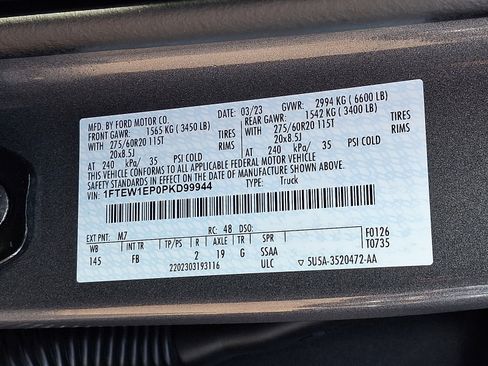 MFD. BY FORD MOTOR CO.
03/23 GVWR: 2994 KG ( 6600 LB)
FRONT GAWR: 1565 KG ( 3450 LB) REAR GAWR: 1542 KG ( 3400 LB)
WITH 275/60R20 115T TIRES WITH 275/60R20 115T TIRES
20x8.5J RIMS 20x8.5J RIMS
AT 240 kPa/ 35 PSI COLD AT 240 kPa/ 35 PSI COLD
THIS VEHICLE CONFORMS TO ALL APPLICABLE FEDERAL MOTOR VEHICLE
SAFETY STANDARDS IN EFFECT ON THE DATE OF MANUFACTURE SHOWN ABOVE.
VIN: 1FTEW1EP0PKD99944
TYPE: Truck
F0126
T0735
EXT PNT: M7 RC: 48 DSO:
WB INT TR TP/PS R AXLE TR SPR
145 FB 2 19 G SSAA
2202303193116 ULC ▽ 5U5A-3520472-AA